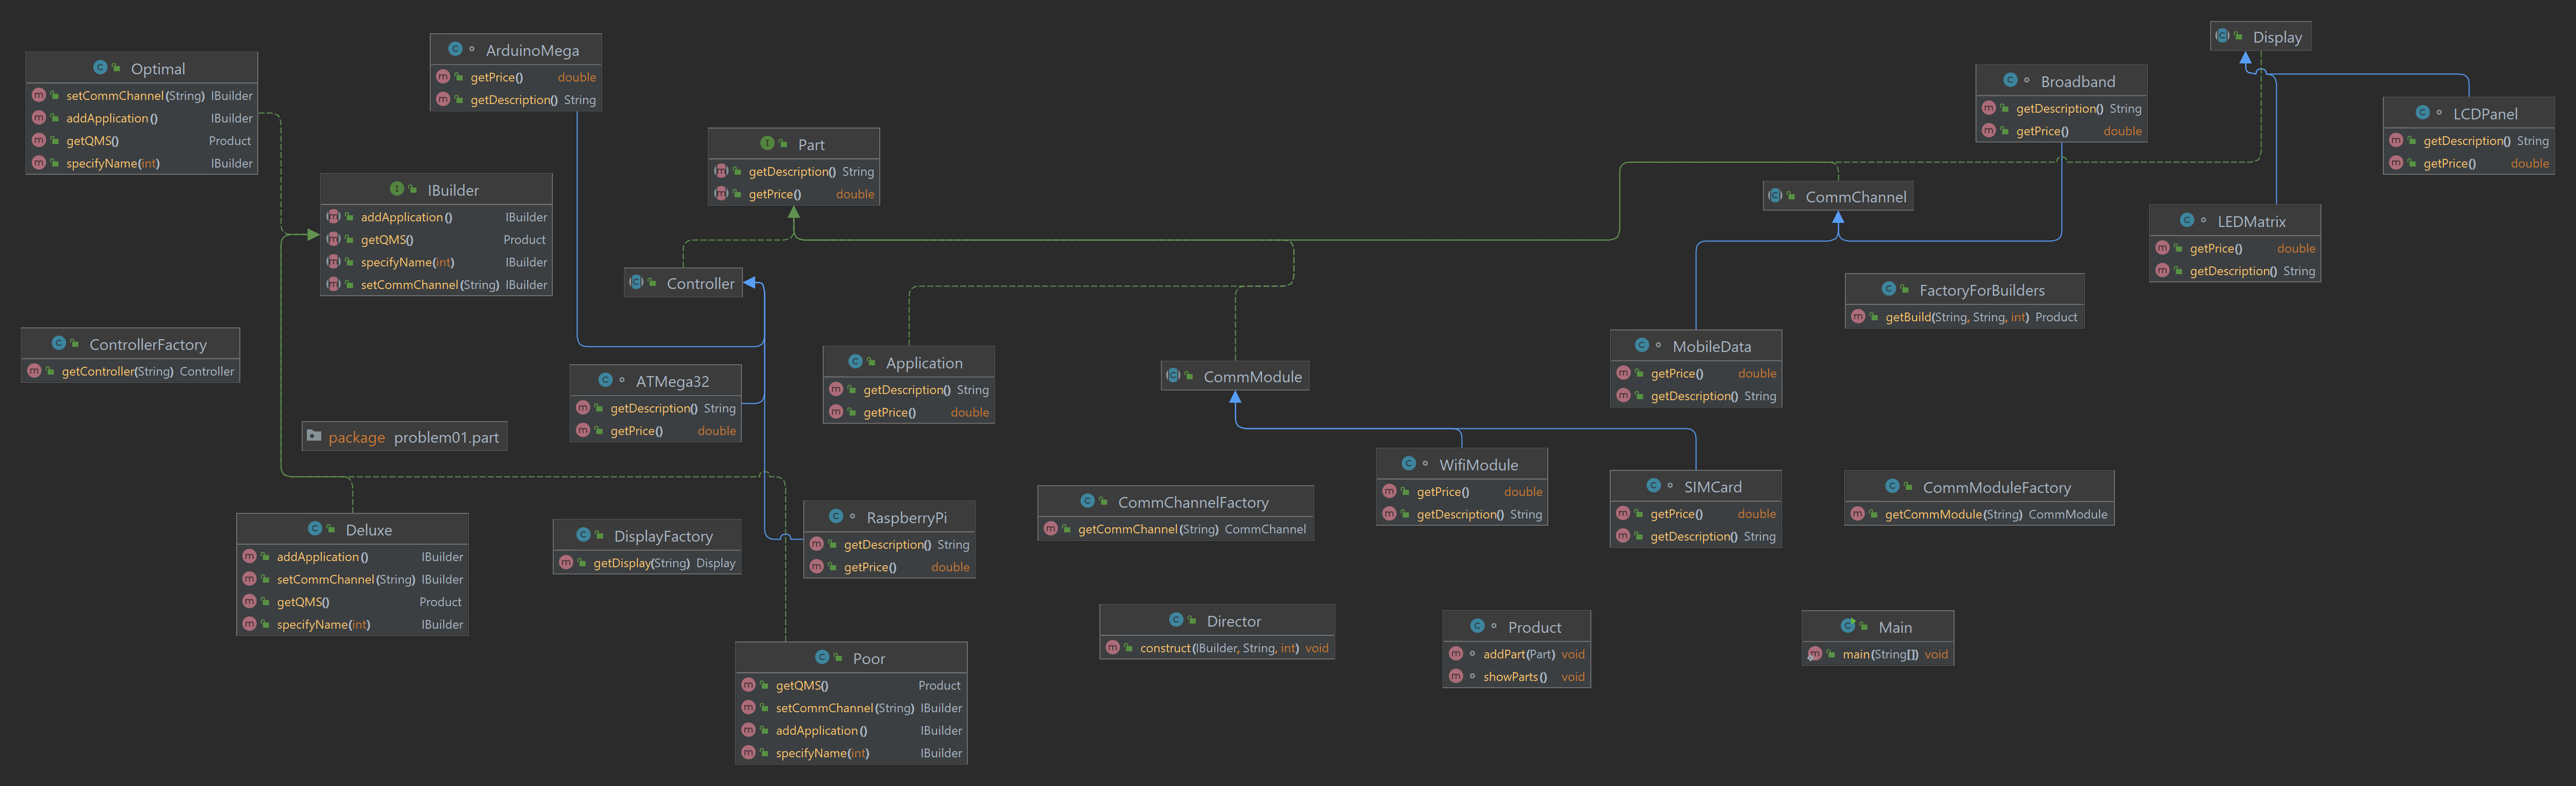 Optimal
setCommChannel(String) IBuilder
addApplication() IBuilder
getQMS() Product
specifyName(int) IBuilder
ArduinoMega
getPrice() double
getDescription() String
IBuilder
addApplication() IBuilder
getQMS() Product
specifyName(int) IBuilder
setCommChannel(String) IBuilder
Part
getDescription() String
getPrice() double
Display
Broadband
getDescription() String
getPrice() double
LCDPanel
getDescription() String
getPrice() double
CommChannel
LEDMatrix
getPrice() double
getDescription() String
Controller
FactoryForBuilders
getBuild(String, String, int) Product
ControllerFactory
getController(String) Controller
ATMega32
getDescription() String
getPrice() double
Application
getDescription() String
getPrice() double
CommModule
MobileData
getPrice() double
getDescription() String
package problem01.part
WifiModule
getPrice() double
getDescription() String
SIMCard
getPrice() double
getDescription() String
CommModuleFactory
getCommModule(String) CommModule
Deluxe
addApplication() IBuilder
setCommChannel(String) IBuilder
getQMS() Product
specifyName(int) IBuilder
DisplayFactory
getDisplay(String) Display
RaspberryPi
getDescription() String
getPrice() double
CommChannelFactory
getCommChannel(String) CommChannel
Poor
getQMS() Product
setCommChannel(String) IBuilder
addApplication() IBuilder
specifyName(int) IBuilder
Director
construct(IBuilder, String, int) void
Product
addPart(Part) void
showParts() void
Main
main(String[]) void